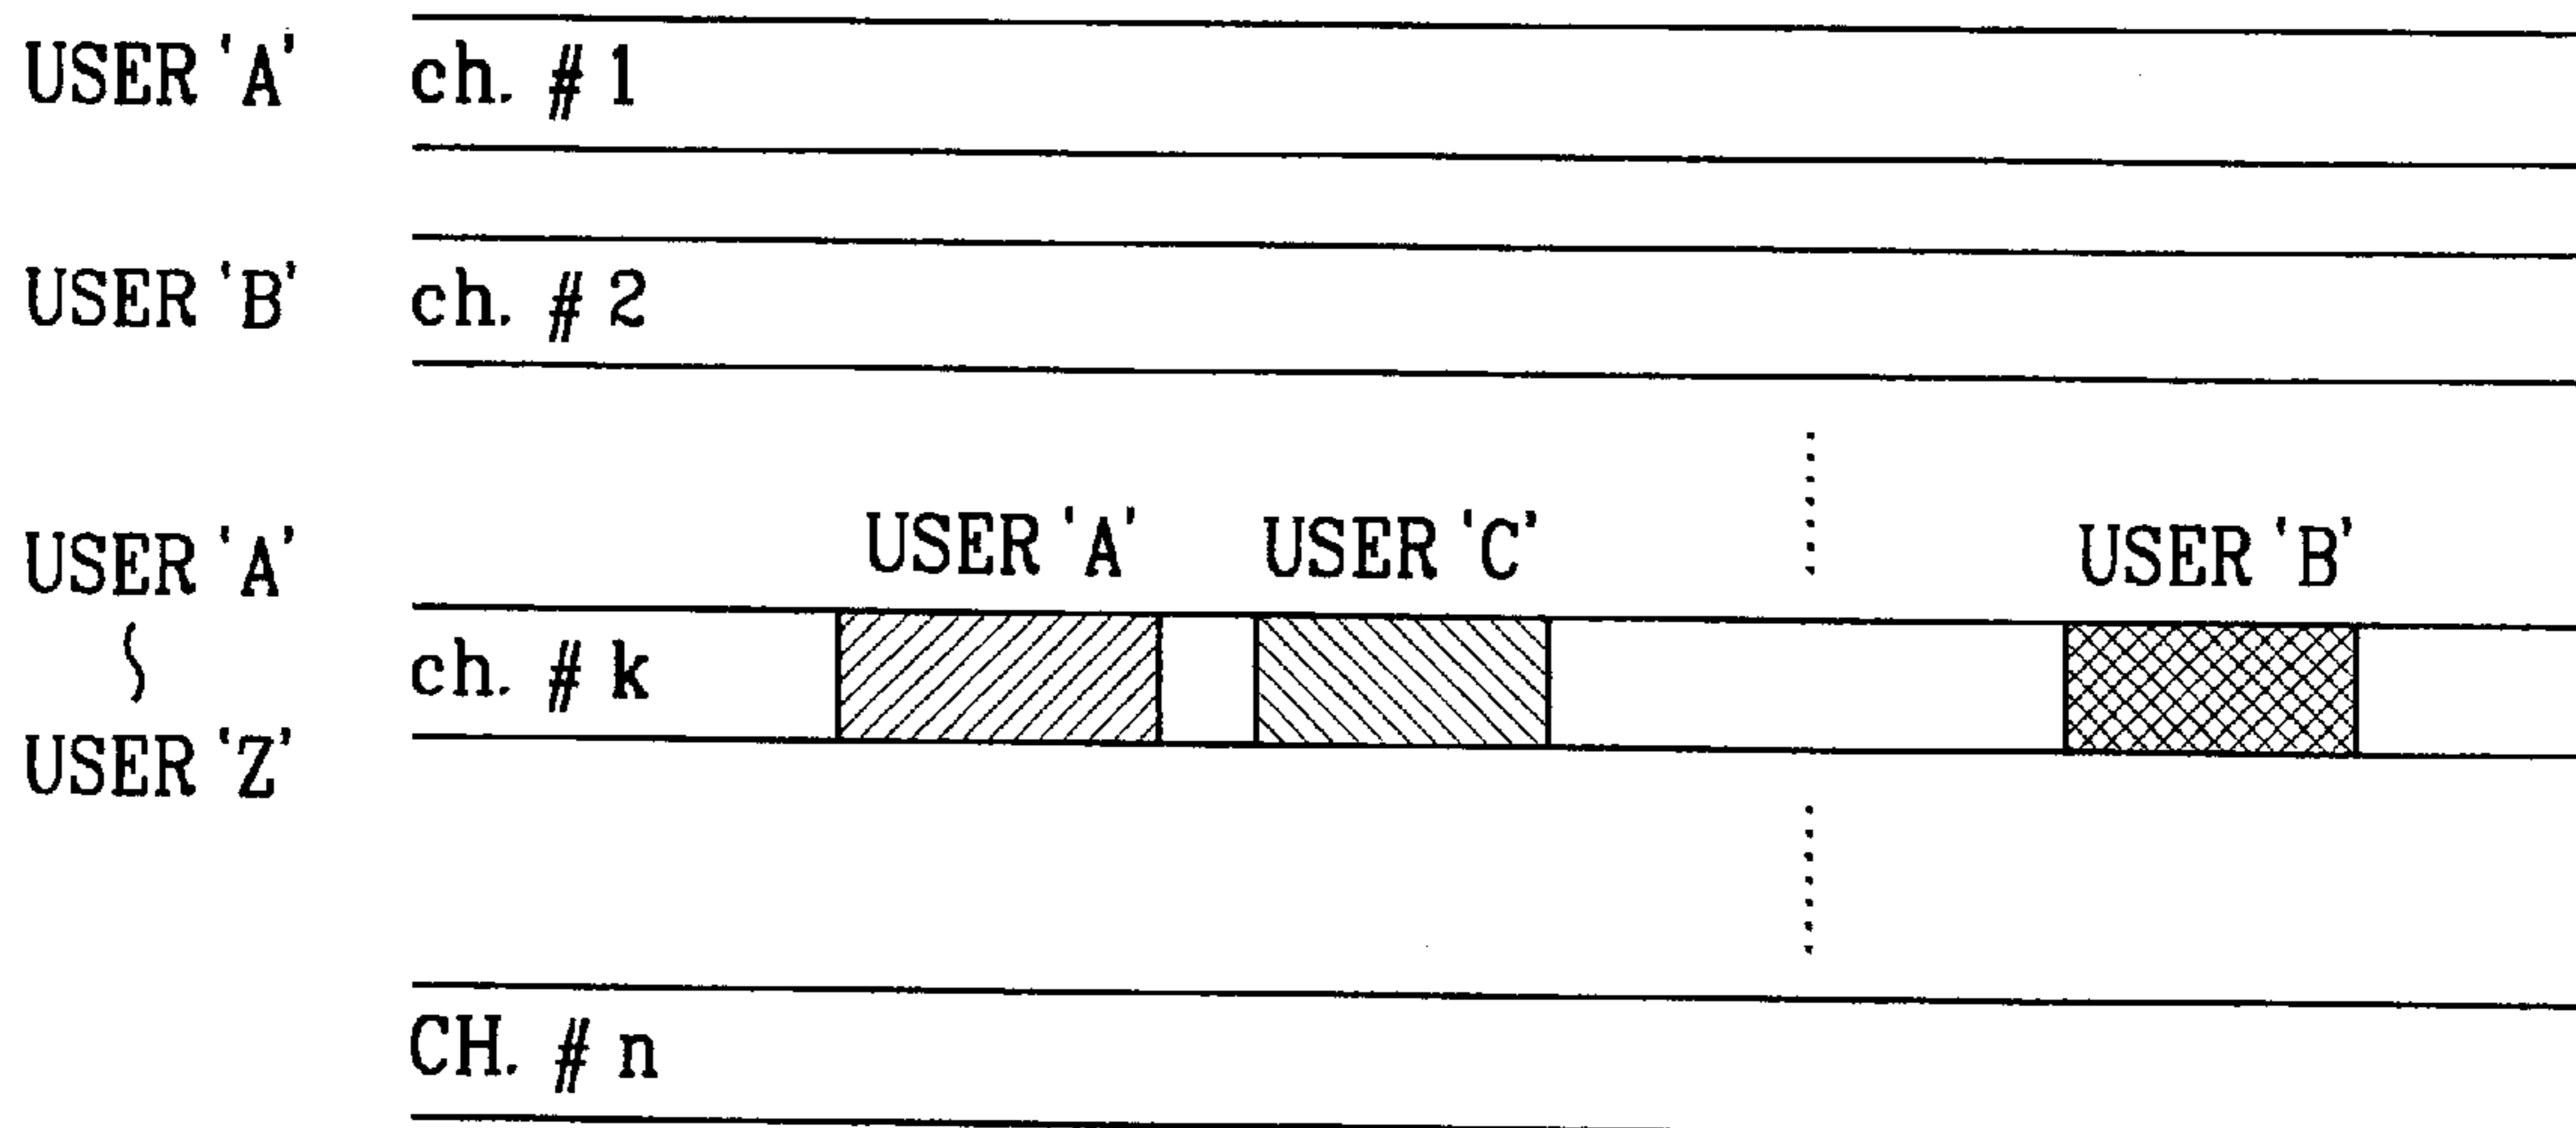 USER 'A' ch. # 1
USER 'B' ch. # 2
USER 'A' USER 'C' USER 'B'
USER 'A'
ch. # k
USER 'Z'
CH. # n